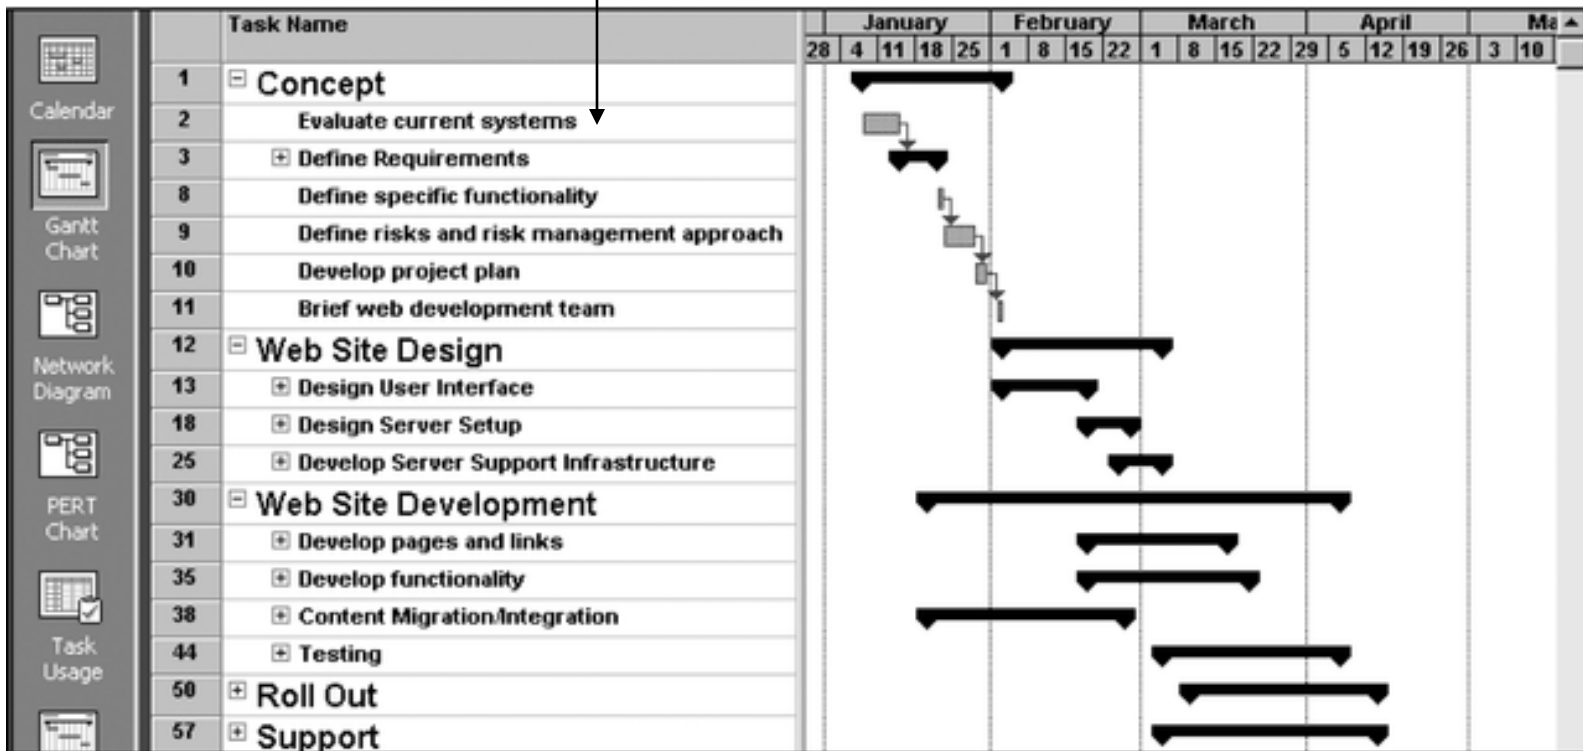 Task Name
January February March April Ma
28 4 11 18 25 1 8 15 22 1 8 15 22 29 5 12 19 26 3 10
1 Concept
2 Evaluate current systems
3 Define Requirements
8 Define specific functionality
9 Define risks and risk management approach
10 Develop project plan
11 Brief web development team
12 Web Site Design
13 Design User Interface
18 Design Server Setup
25 Develop Server Support Infrastructure
30 Web Site Development
31 Develop pages and links
35 Develop functionality
38 Content Migration/Integration
44 Testing
50 Roll Out
57 Support
Calendar
Gantt
Chart
Network
Diagram
PERT
Chart
Task
Usage